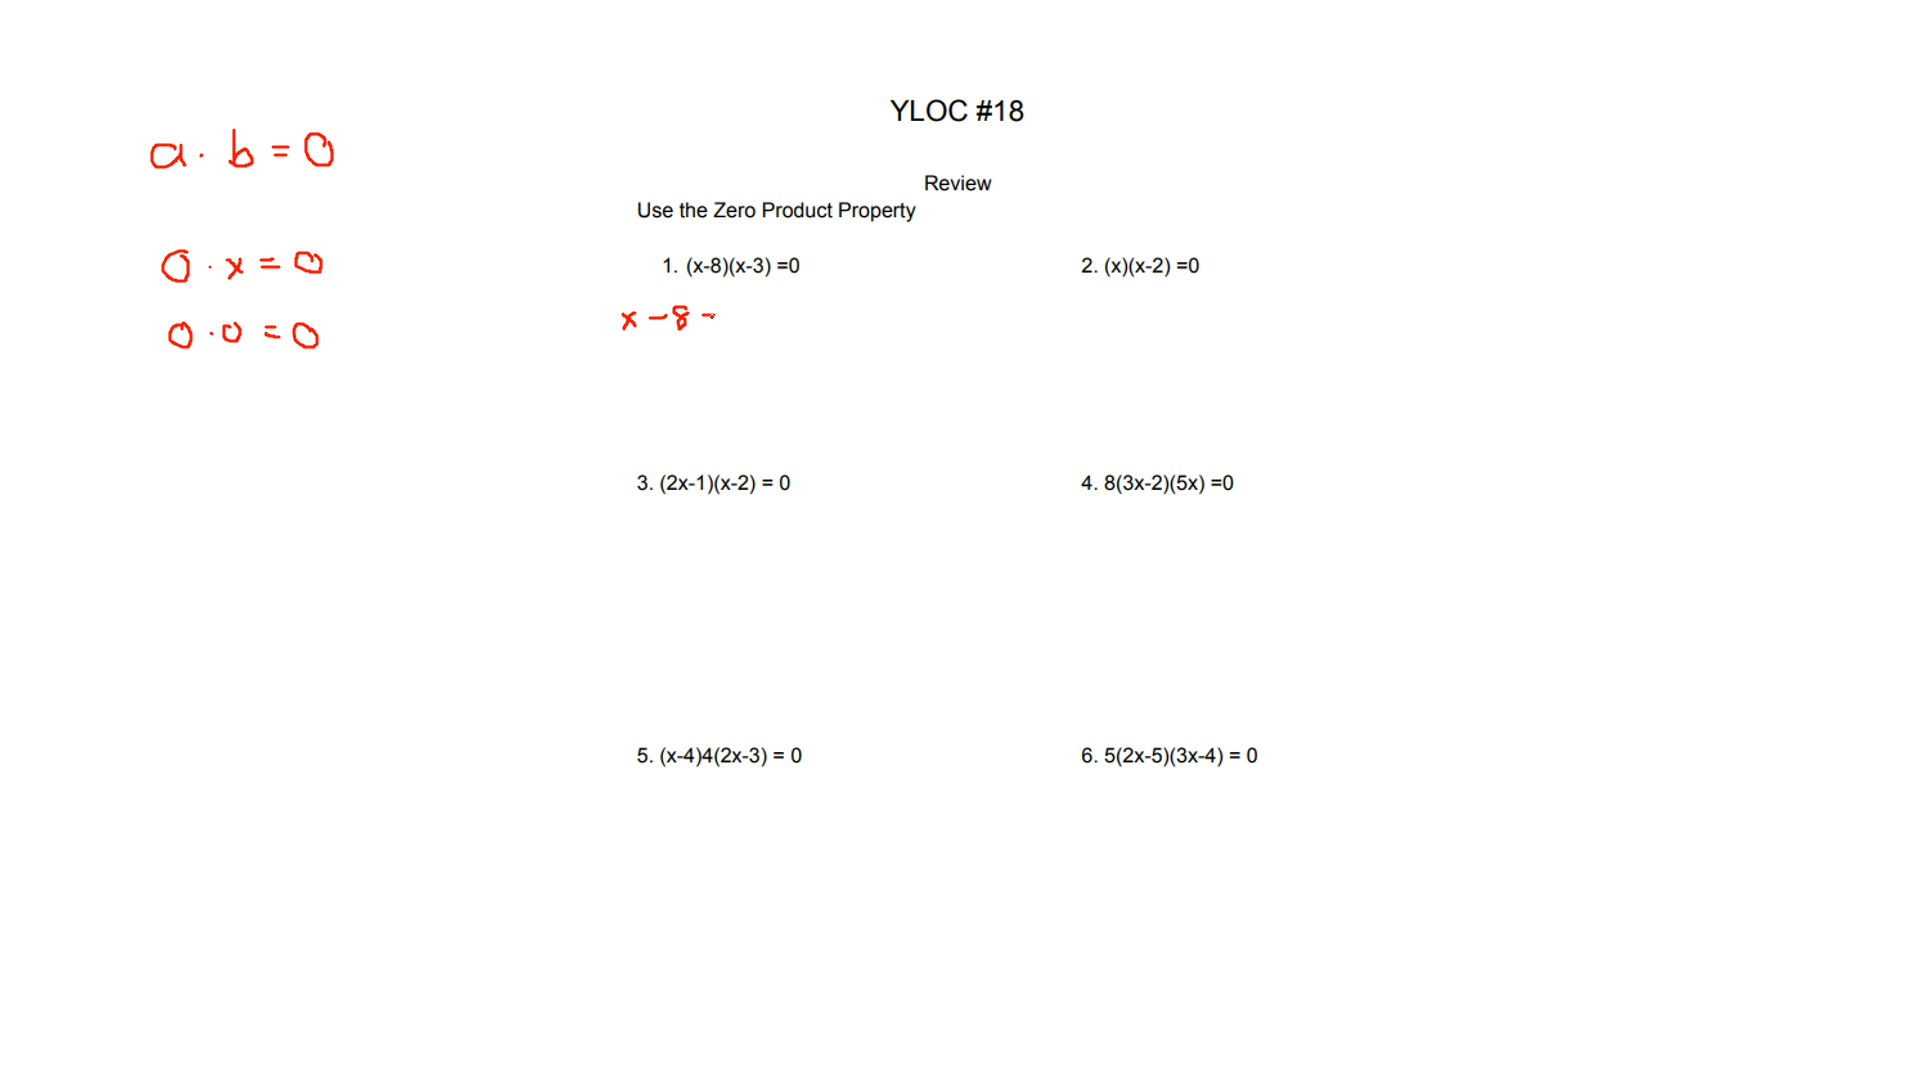 YLOC #18
a · b = 0
Review
Use the Zero Product Property
0 · x = 0
1. (x-8)(x-3) =0
2. (x)(x-2) =0
x - 8 -
0 · 0 = 0
3. (2x-1)(x-2) = 0
4. 8(3x-2)(5x) =0
5. (x-4)4(2x-3) = 0
6. 5(2x-5)(3x-4) = 0